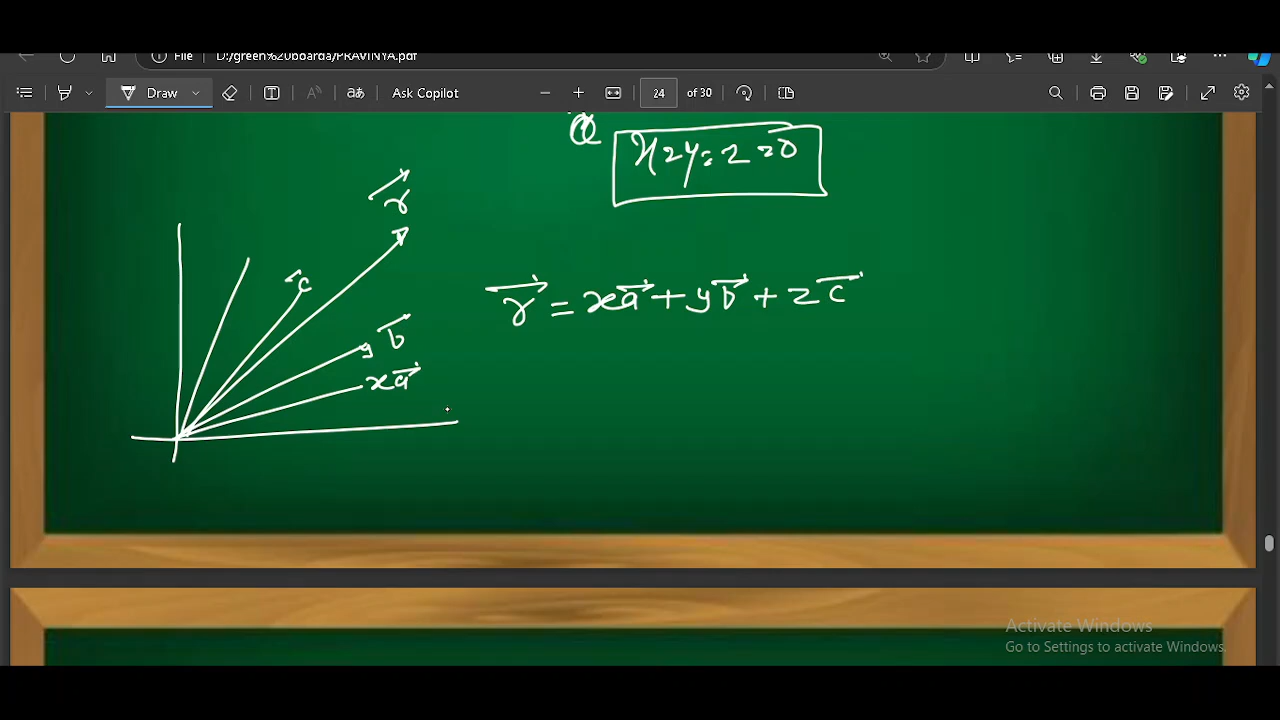 File D:/green%20boarda/PRAVINYA.pdf
Draw Ask Copilot 24 of 30
x=y=z=0
r⃗
c
b⃗
xa⃗
r⃗ = xa⃗ + yb⃗ + zc⃗
Activate Windows
Go to Settings to activate Windows.